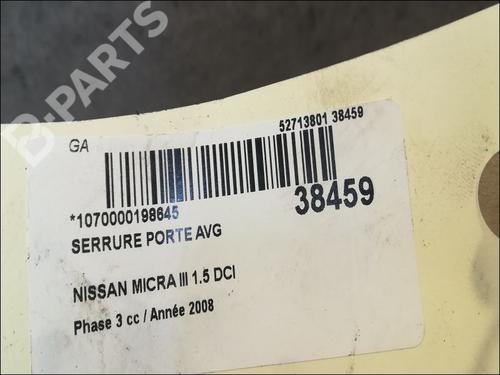 B-PARTS
GA
52713801 38459
*1070000198645
38459
SERRURE PORTE AVG
NISSAN MICRA III 1.5 DCI
Phase 3 cc / Année 2008